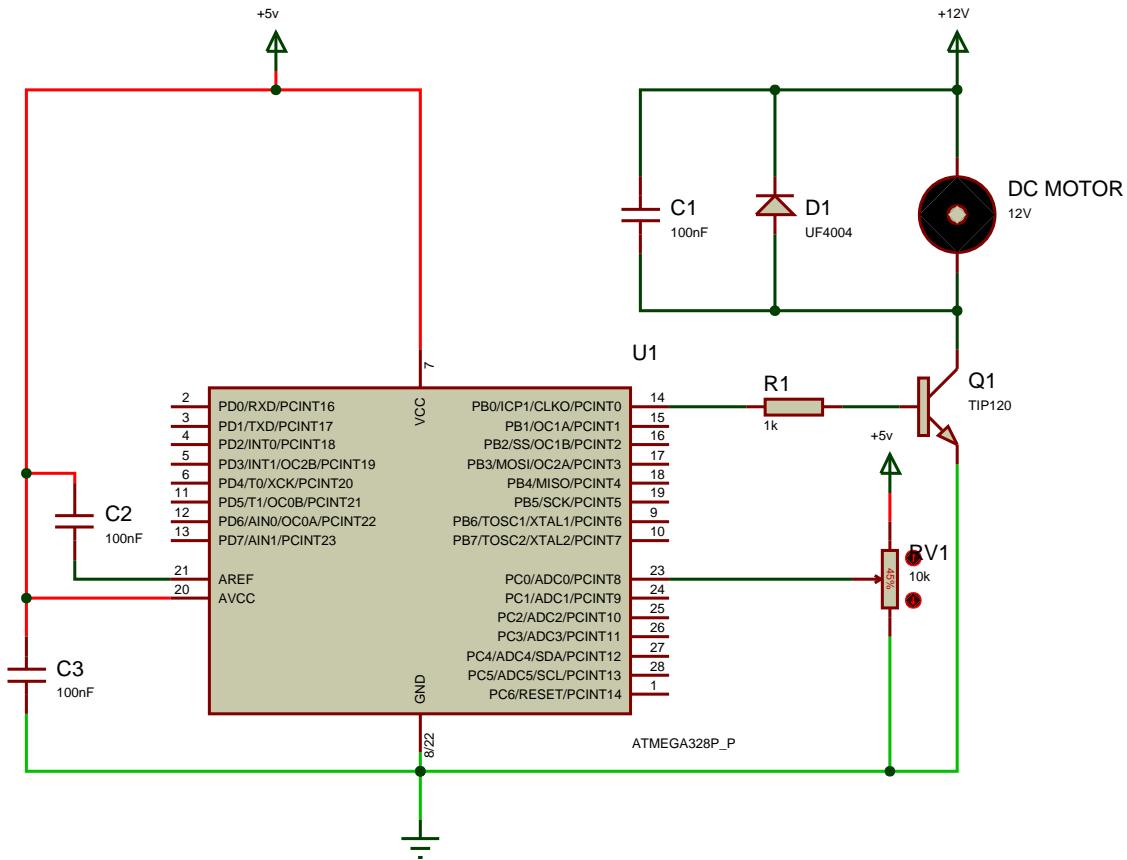 +5v
+12V
DC MOTOR
12V
C1
100nF
D1
UF4004
U1
7
VCC
R1
1k
Q1
TIP120
+5v
2
PD0/RXD/PCINT16
3
PD1/TXD/PCINT17
4
PD2/INT0/PCINT18
5
PD3/INT1/OC2B/PCINT19
6
PD4/T0/XCK/PCINT20
11
PD5/T1/OC0B/PCINT21
12
PD6/AIN0/OC0A/PCINT22
13
PD7/AIN1/PCINT23
21
AREF
20
AVCC
PB0/ICP1/CLKO/PCINT0
14
PB1/OC1A/PCINT1
15
PB2/SS/OC1B/PCINT2
16
PB3/MOSI/OC2A/PCINT3
17
PB4/MISO/PCINT4
18
PB5/SCK/PCINT5
19
PB6/TOSC1/XTAL1/PCINT6
9
PB7/TOSC2/XTAL2/PCINT7
10
PC0/ADC0/PCINT8
23
PC1/ADC1/PCINT9
24
PC2/ADC2/PCINT10
25
PC3/ADC3/PCINT11
26
PC4/ADC4/SDA/PCINT12
27
PC5/ADC5/SCL/PCINT13
28
PC6/RESET/PCINT14
1
C2
100nF
RV1
10k
45%
C3
100nF
GND
8/22
ATMEGA328P_P